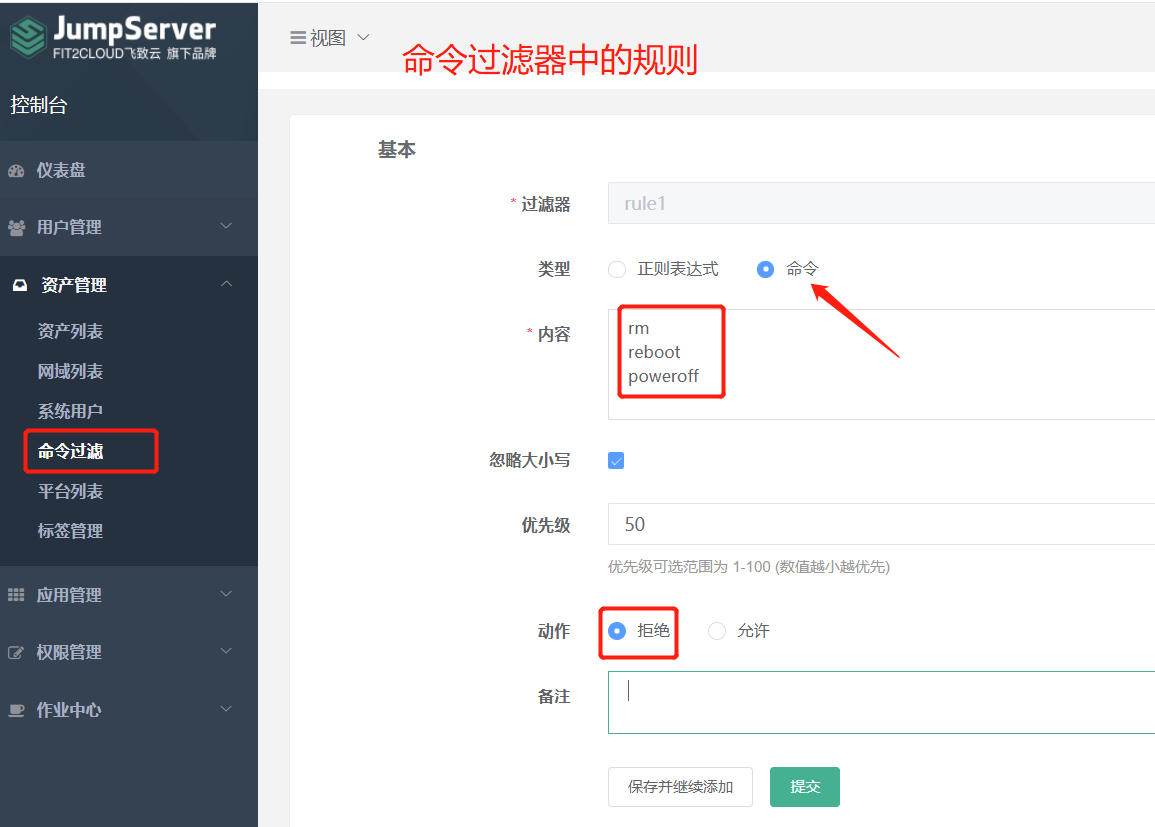 JumpServer
FIT2CLOUD飞致云 旗下品牌
控制台
仪表盘
用户管理
资产管理
资产列表
网域列表
系统用户
命令过滤
平台列表
标签管理
应用管理
权限管理
作业中心
视图
命令过滤器中的规则
基本
* 过滤器 rule1
类型 正则表达式 命令
* 内容 rm
reboot
poweroff
忽略大小写
优先级 50
优先级可选范围为 1-100 (数值越小越优先)
动作 拒绝 允许
备注
保存并继续添加 提交